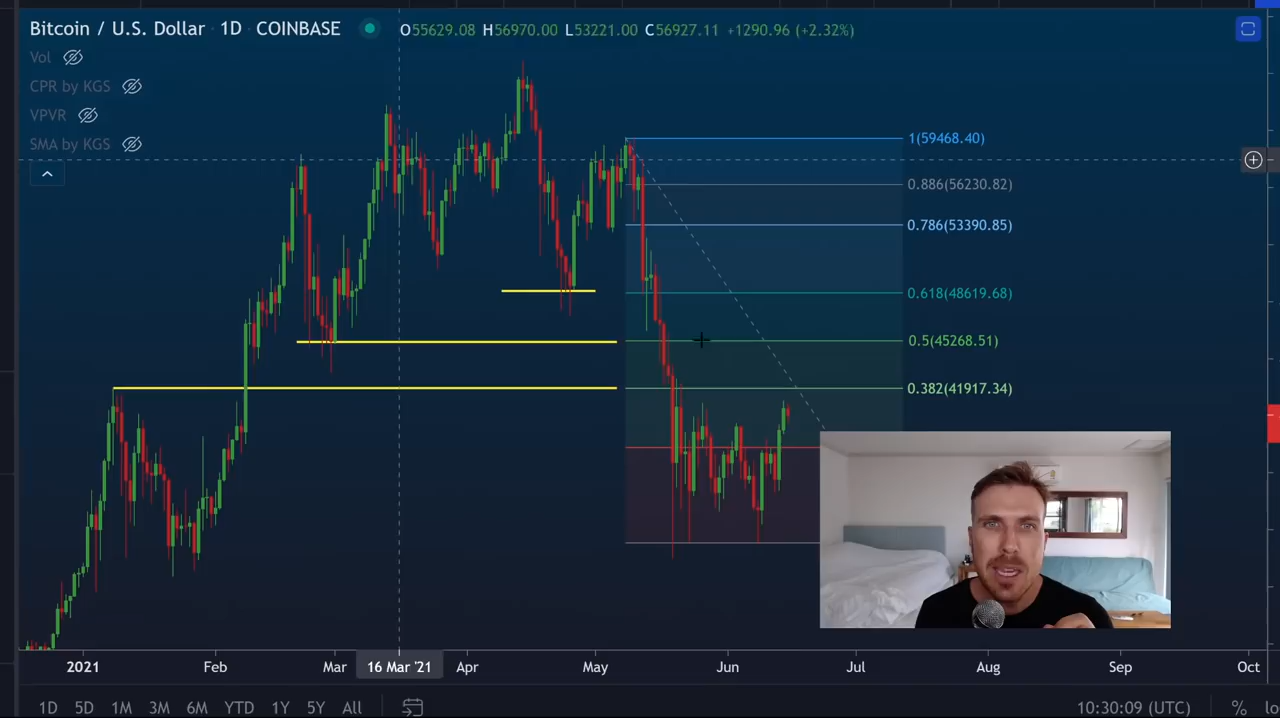 Bitcoin / U.S. Dollar 1D COINBASE O55629.08 H56970.00 L53221.00 C56927.11 +1290.96 (+2.32%)
Vol
CPR by KGS
VPVR
SMA by KGS
1(59468.40)
0.886(56230.82)
0.786(53390.85)
0.618(48619.68)
0.5(45268.51)
0.382(41917.34)
2021 Feb Mar 16 Mar '21 Apr May Jun Jul Aug Sep Oct
1D 5D 1M 3M 6M YTD 1Y 5Y All 10:30:09 (UTC) % lo